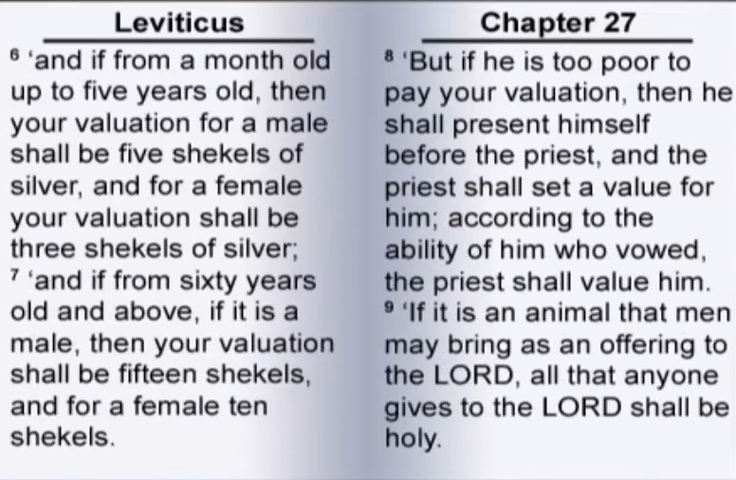 Leviticus
⁶ ‘and if from a month old
up to five years old, then
your valuation for a male
shall be five shekels of
silver, and for a female
your valuation shall be
three shekels of silver;
⁷ ‘and if from sixty years
old and above, if it is a
male, then your valuation
shall be fifteen shekels,
and for a female ten
shekels.
Chapter 27
⁸ ‘But if he is too poor to
pay your valuation, then he
shall present himself
before the priest, and the
priest shall set a value for
him; according to the
ability of him who vowed,
the priest shall value him.
⁹ ‘If it is an animal that men
may bring as an offering to
the LORD, all that anyone
gives to the LORD shall be
holy.